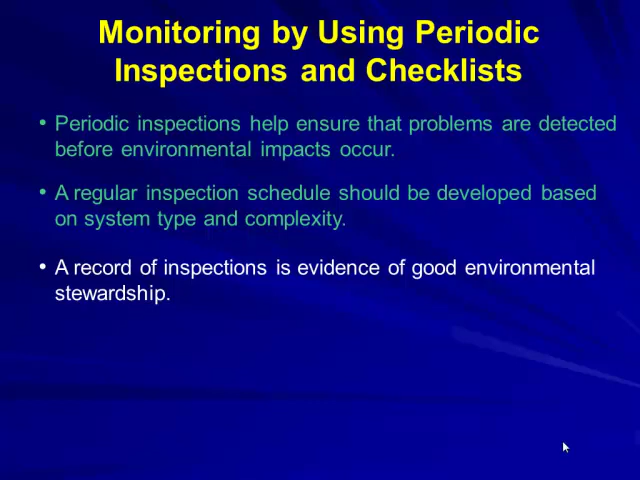 Monitoring by Using Periodic
Inspections and Checklists
• Periodic inspections help ensure that problems are detected
before environmental impacts occur.
• A regular inspection schedule should be developed based
on system type and complexity.
• A record of inspections is evidence of good environmental
stewardship.